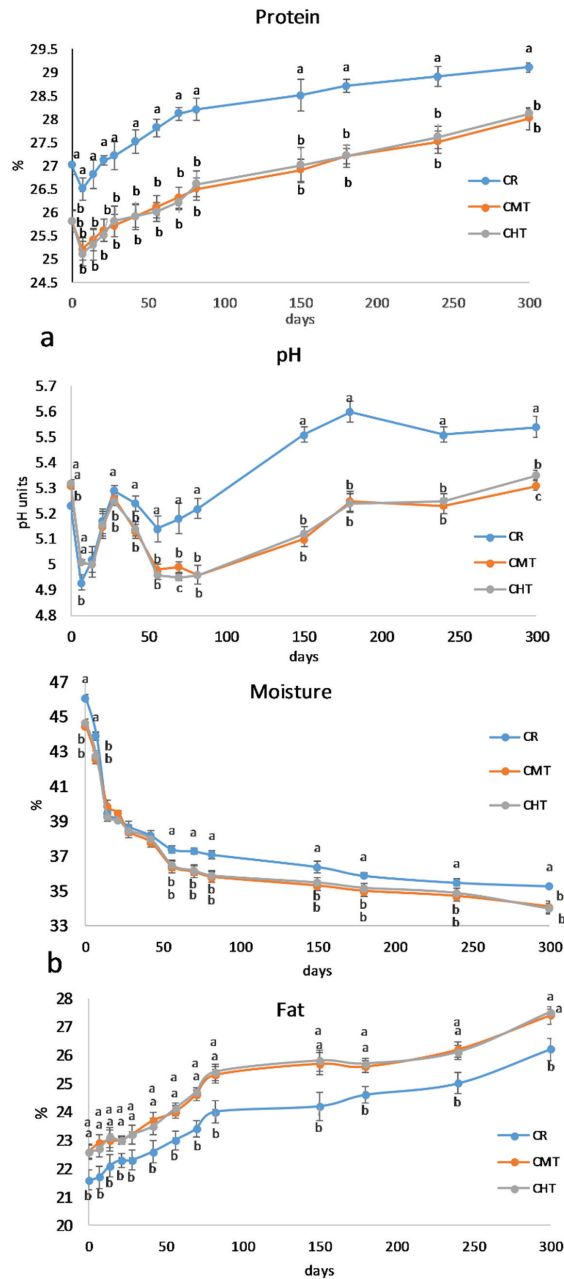 Protein
29.5
29
28.5
28
27.5
27
26.5
26
25.5
25
24.5
%
a a a a a a a a a a a a a
b b b b b b b b b b b b b
b b b b b b b b b b b b
CR
CMT
CHT
0 50 100 150 200 250 300
days
a
pH
5.7
5.6
5.5
5.4
5.3
5.2
5.1
5
4.9
4.8
pH units
a a a a a a a a a a
a a b b b b b b b b b
b b b b b c b b b b c
CR
CMT
CHT
0 50 100 150 200 250 300
days
Moisture
47
45
43
41
39
37
35
33
%
a a a a a a a a a
b b b b b b b b b
b b b b b b b b b
CR
CMT
CHT
0 50 100 150 200 250 300
days
b
Fat
28
27
26
25
24
23
22
21
20
%
a a a a a a a a a a a a a
a a a a a a a a a a a a a
b b b b b b b b b b b b b
CR
CMT
CHT
0 50 100 150 200 250 300
days